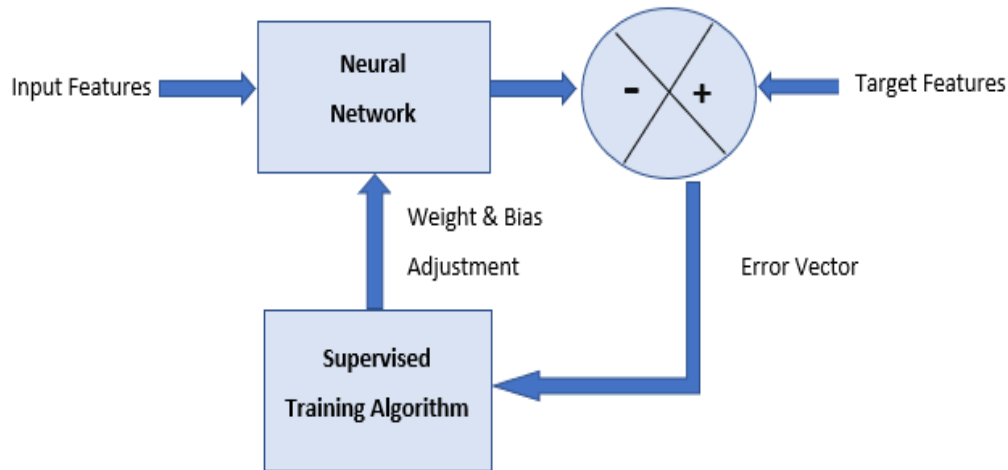 Input Features
Neural
Network
-
+
Target Features
Weight & Bias
Adjustment
Error Vector
Supervised
Training Algorithm